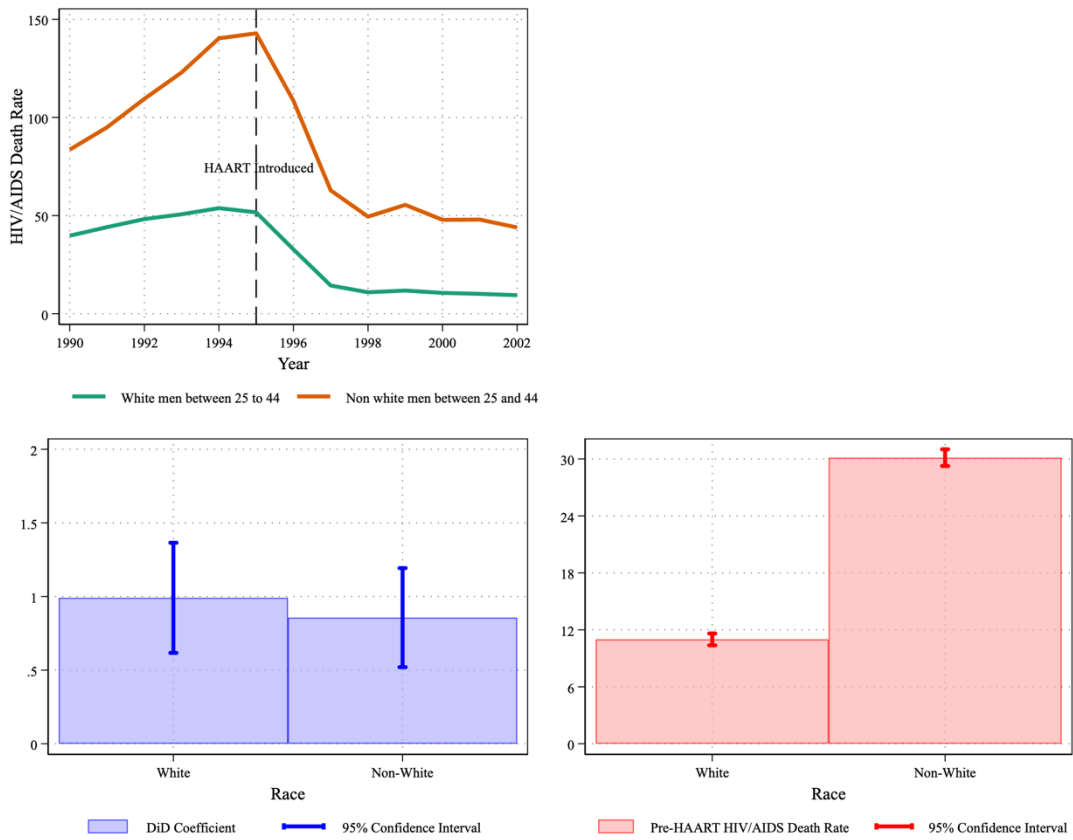 150
100
50
0
HIV/AIDS Death Rate
HAART Introduced
1990 1992 1994 1996 1998 2000 2002
Year
White men between 25 to 44 Non white men between 25 and 44
2
1.5
1
.5
0
White Non-White
Race
DiD Coefficient 95% Confidence Interval
30
24
18
12
6
0
White Non-White
Race
Pre-HAART HIV/AIDS Death Rate 95% Confidence Interval